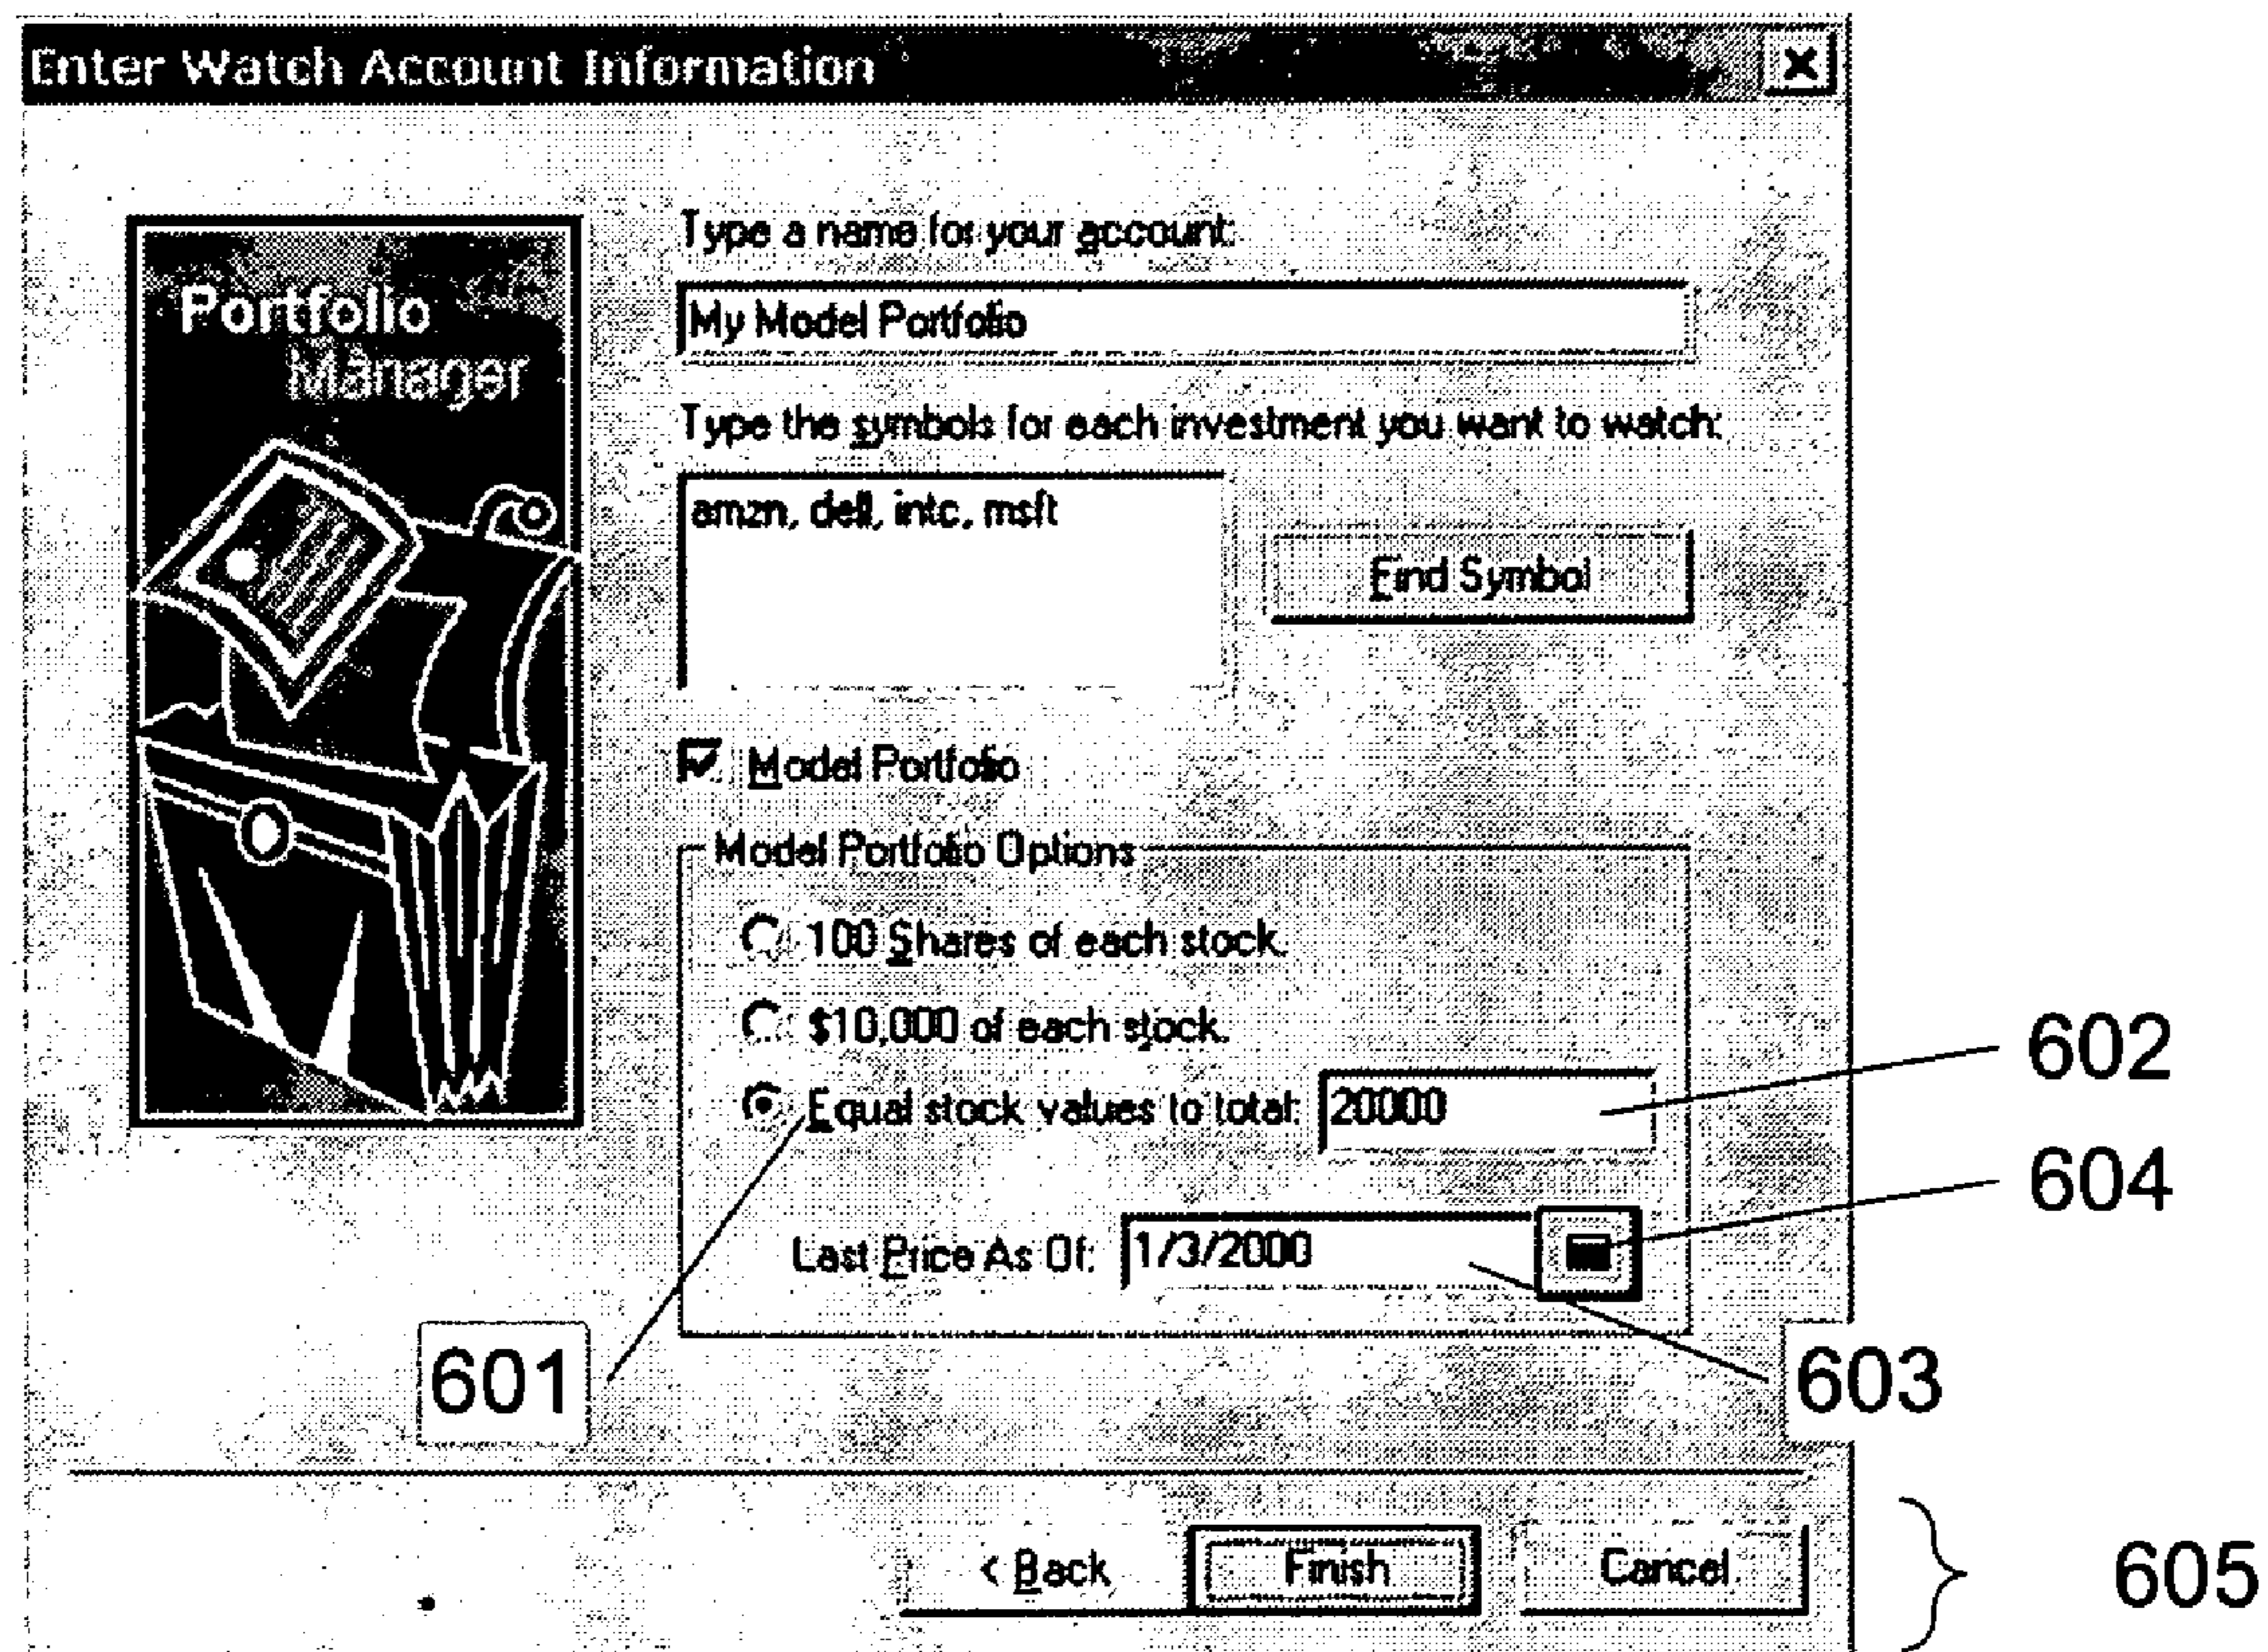 Enter Watch Account Information
Portfolio
Manager
Type a name for your account:
My Model Portfolio
Type the symbols for each investment you want to watch:
amzn, dell, intc, msft
Find Symbol
Model Portfolio
Model Portfolio Options
100 Shares of each stock.
$10,000 of each stock.
602
Equal stock values to total: 20000
604
Last Price As Of: 1/3/2000
601
603
< Back Finish Cancel
605